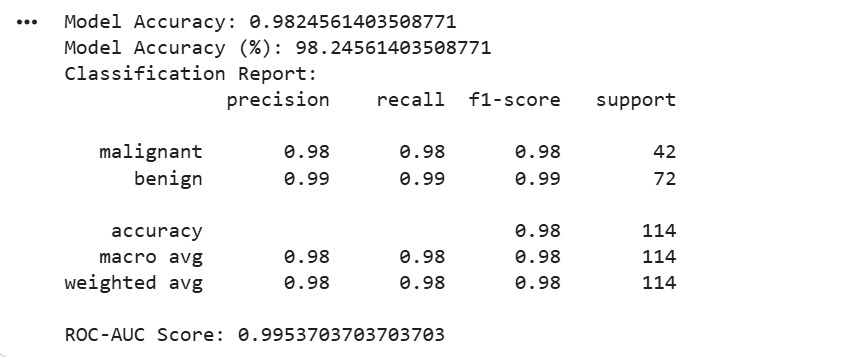 ••• Model Accuracy: 0.9824561403508771
Model Accuracy (%): 98.24561403508771
Classification Report:
precision recall f1-score support
malignant 0.98 0.98 0.98 42
benign 0.99 0.99 0.99 72
accuracy 0.98 114
macro avg 0.98 0.98 0.98 114
weighted avg 0.98 0.98 0.98 114
ROC-AUC Score: 0.9953703703703703